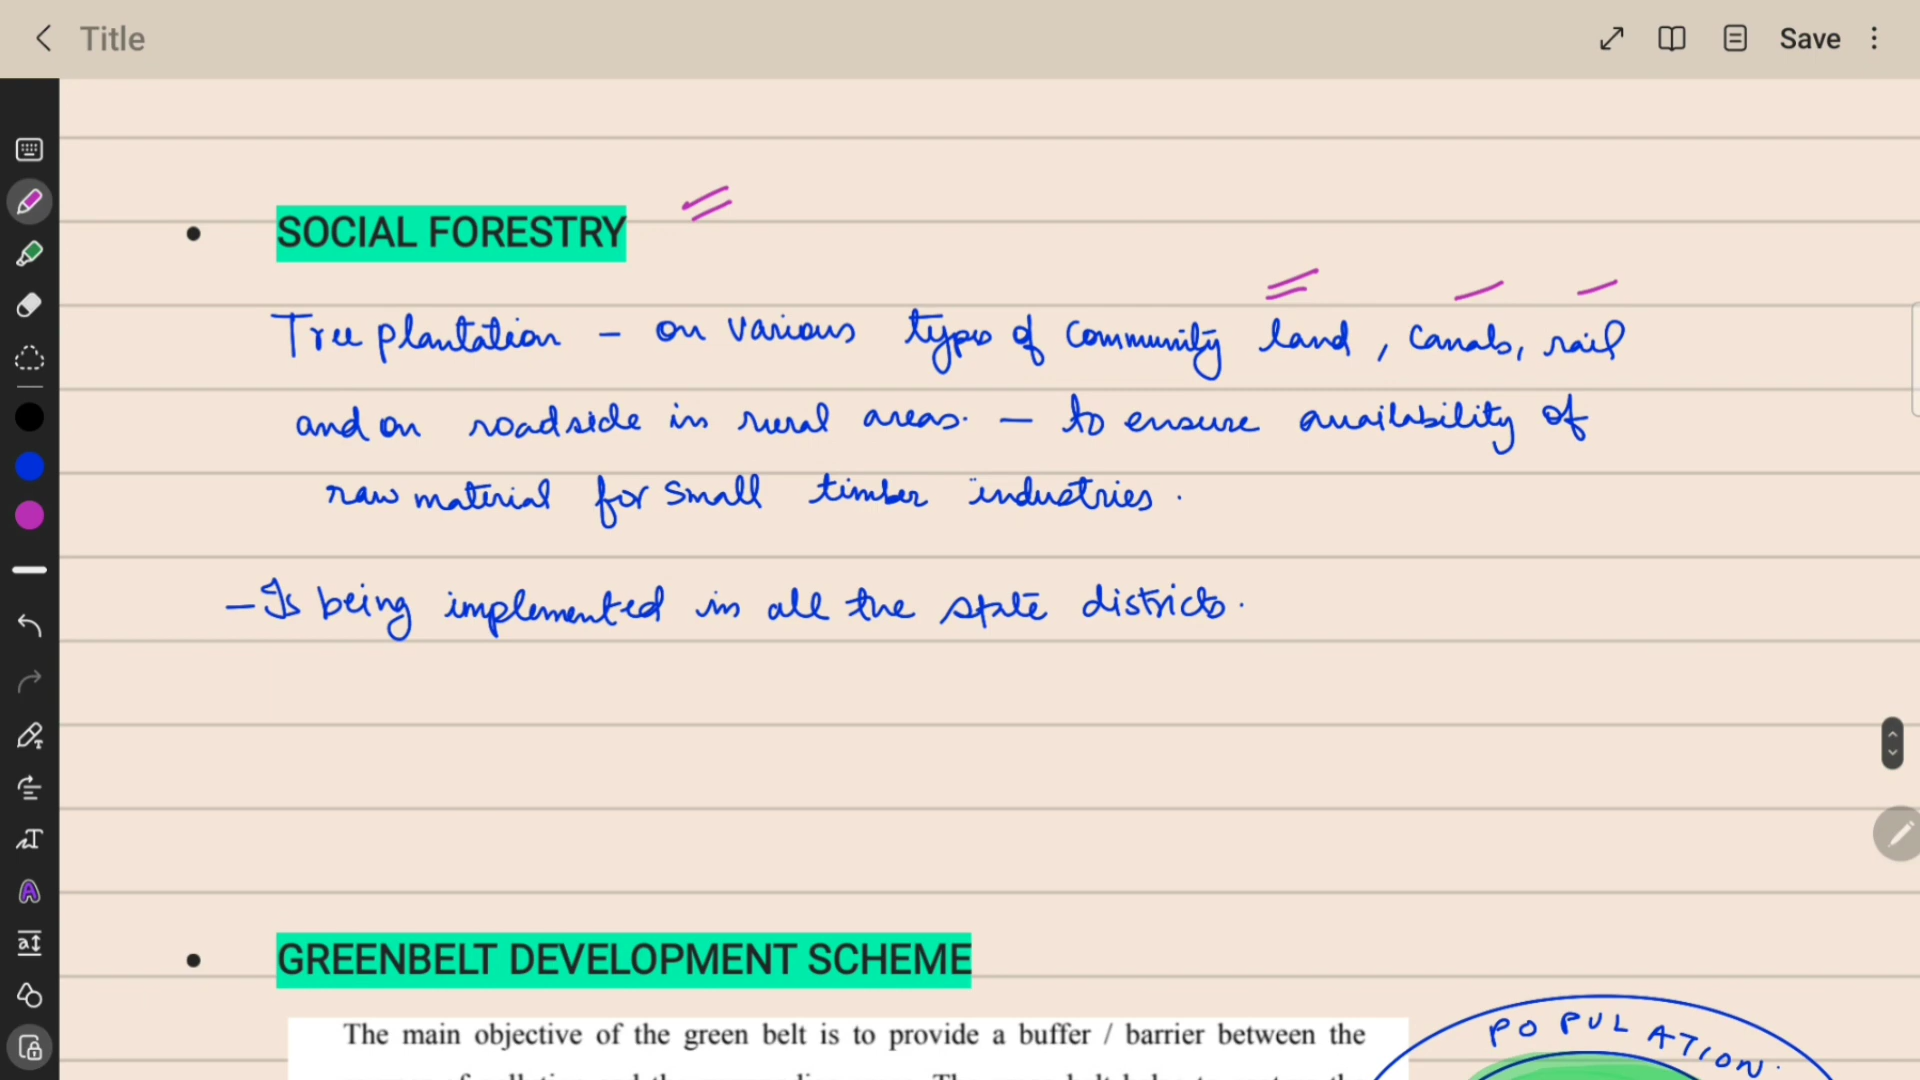 Title
Save
SOCIAL FORESTRY
Tree plantation - on various types of community land, canals, rail
and on roadside in rural areas. - to ensure availability of
raw material for small timber industries.
- Is being implemented in all the state districts.
GREENBELT DEVELOPMENT SCHEME
The main objective of the green belt is to provide a buffer / barrier between the
POPULATION.